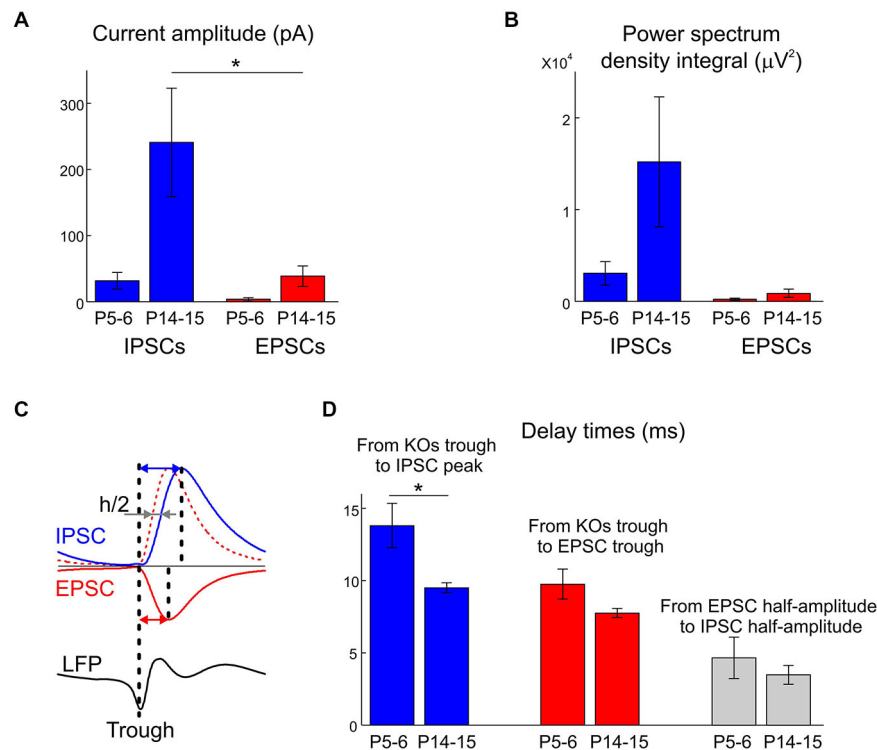 A
Current amplitude (pA)
*
300
200
100
0
P5-6 P14-15 P5-6 P14-15
IPSCs EPSCs
B
Power spectrum
density integral (μV²)
X10⁴
2
1
0
P5-6 P14-15 P5-6 P14-15
IPSCs EPSCs
C
h/2
IPSC
EPSC
LFP
Trough
D
Delay times (ms)
From KOs trough
to IPSC peak
*
From KOs trough
to EPSC trough
From EPSC half-amplitude
to IPSC half-amplitude
15
10
5
0
P5-6 P14-15 P5-6 P14-15 P5-6 P14-15